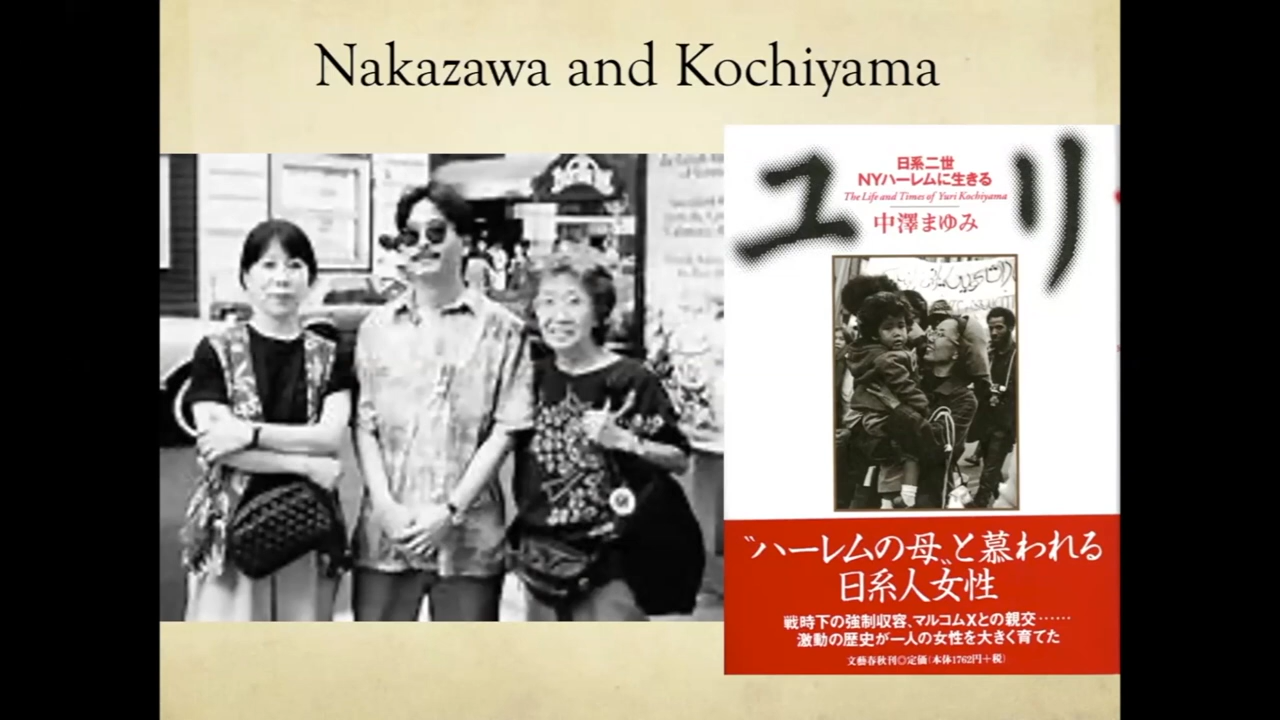 Nakazawa and Kochiyama
ユリ
日系二世
NYハーレムに生きる
The Life and Times of Yuri Kochiyama
中澤まゆみ
〝ハーレムの母〟と慕われる
日系人女性
戦時下の強制収容、マルコムXとの親交……
激動の歴史が一人の女性を大きく育てた
文藝春秋刊◎定価(本体1762円+税)